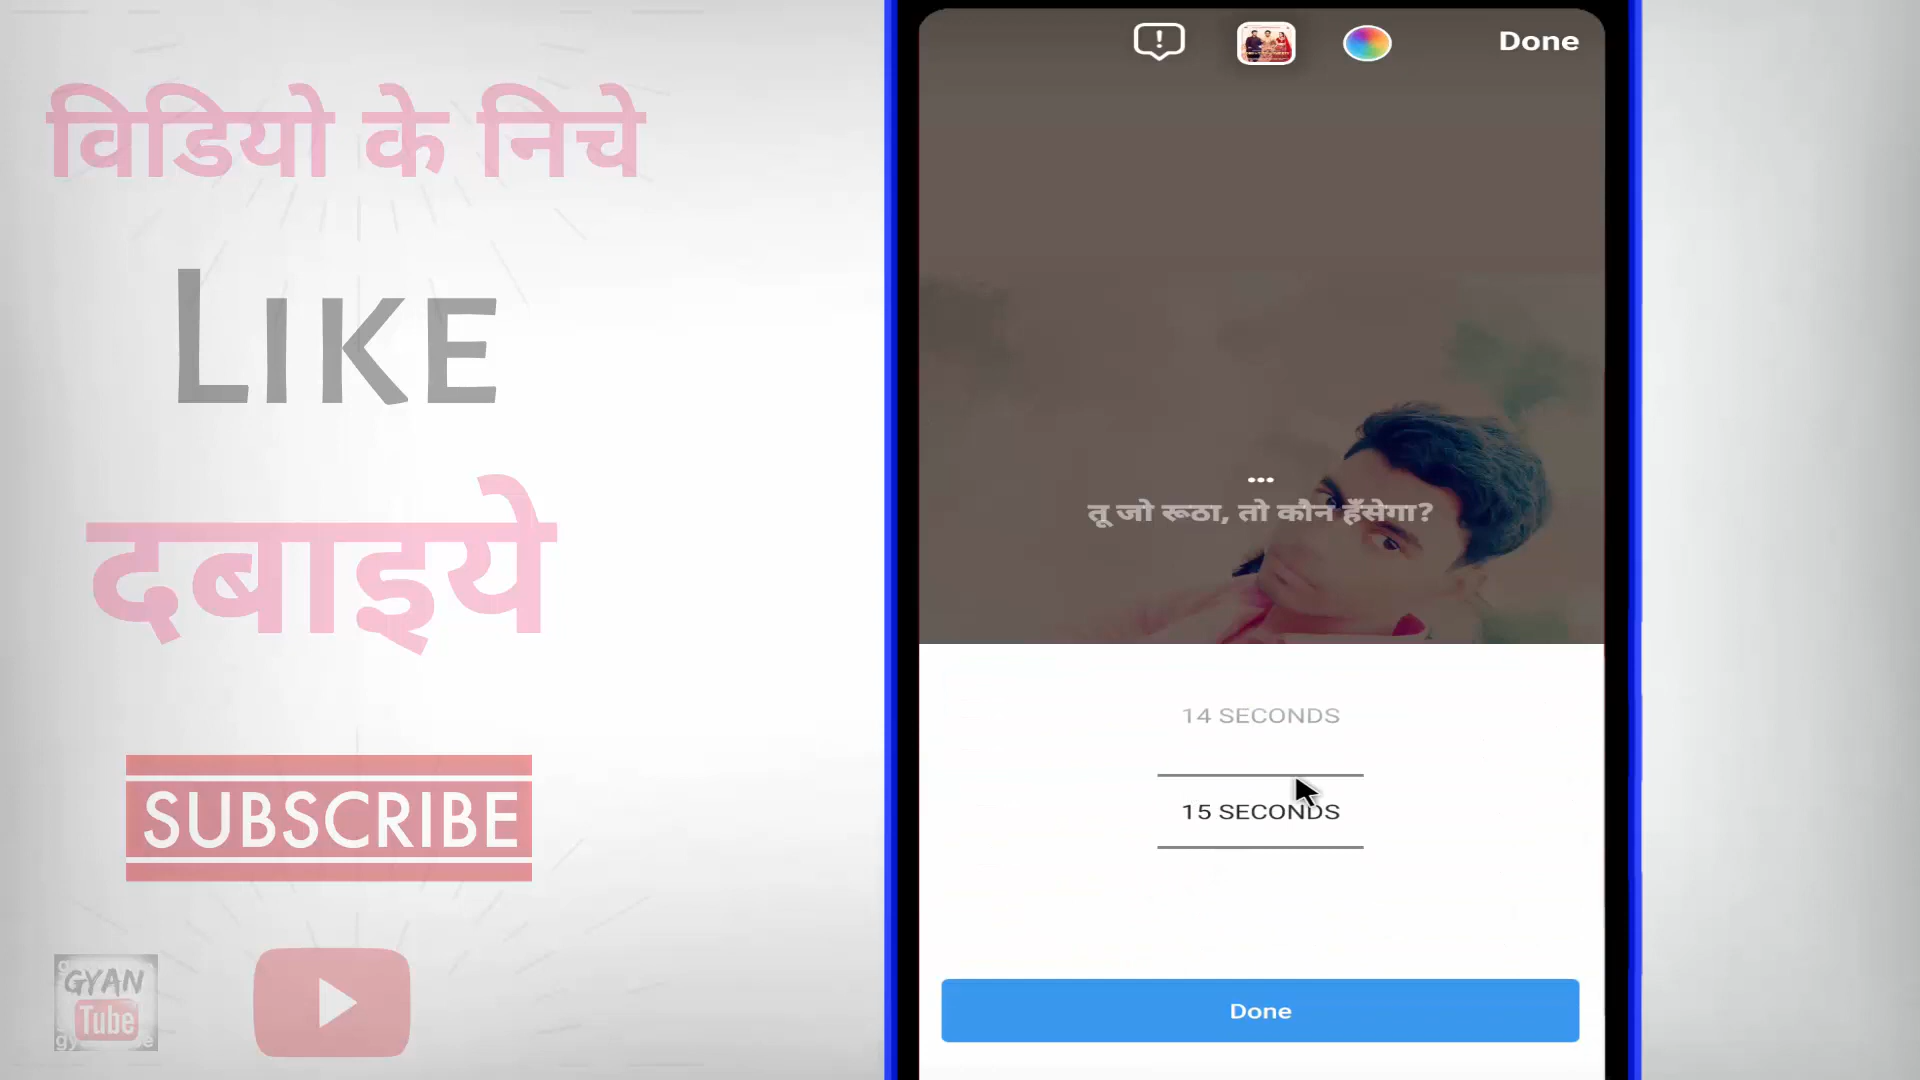 विडियो के निचे
LIKE
दबाइये
SUBSCRIBE
GYAN
Tube
Done
...
तू जो रूठा, तो कौन हँसेगा?
14 SECONDS
15 SECONDS
Done